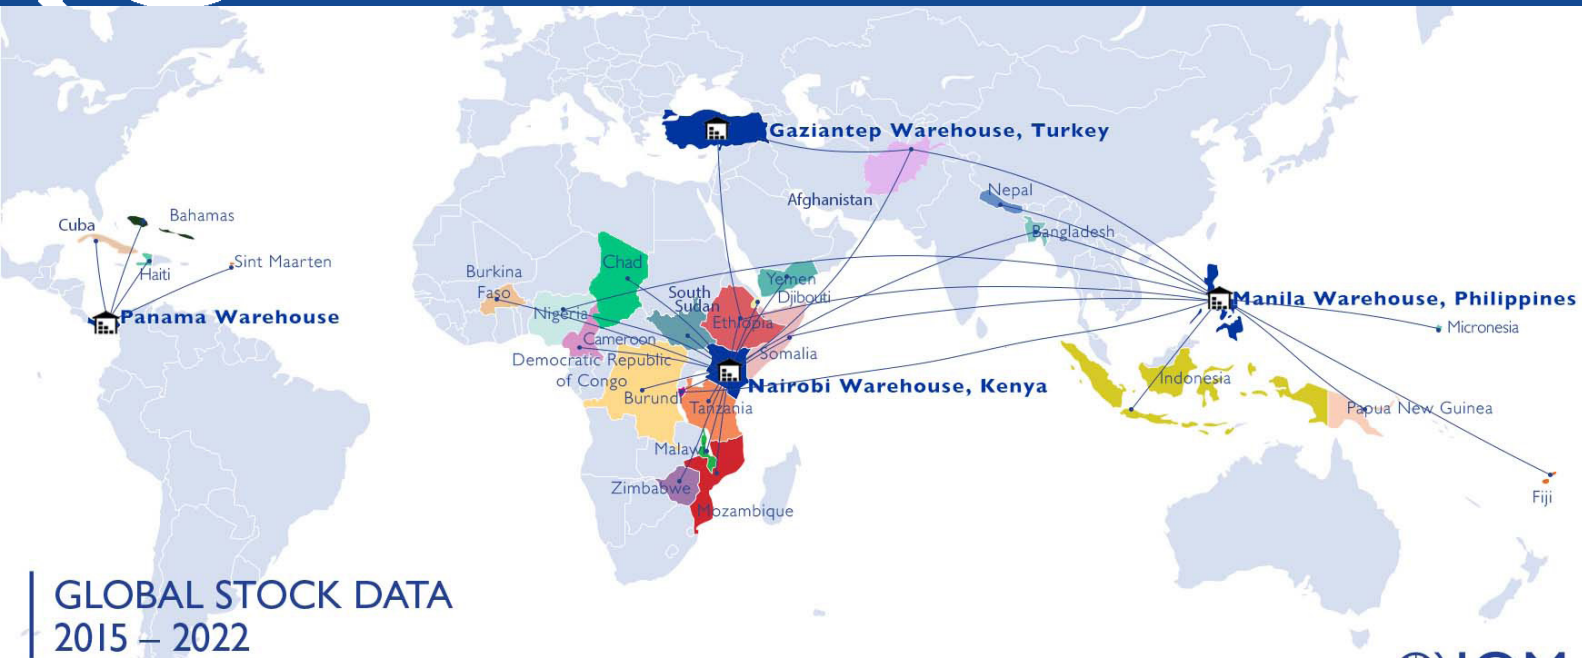 Gaziantep Warehouse, Turkey
Afghanistan
Nepal
Bangladesh
Cuba
Bahamas
Haiti
Sint Maarten
Panama Warehouse
Burkina
Faso
Chad
Nigeria
Cameroon
South
Sudan
Yemen
Djibouti
Ethiopia
Somalia
Democratic Republic
of Congo
Burundi
Tanzania
Nairobi Warehouse, Kenya
Malawi
Zimbabwe
Mozambique
Manila Warehouse, Philippines
Micronesia
Indonesia
Papua New Guinea
Fiji
GLOBAL STOCK DATA
2015 – 2022
IOM